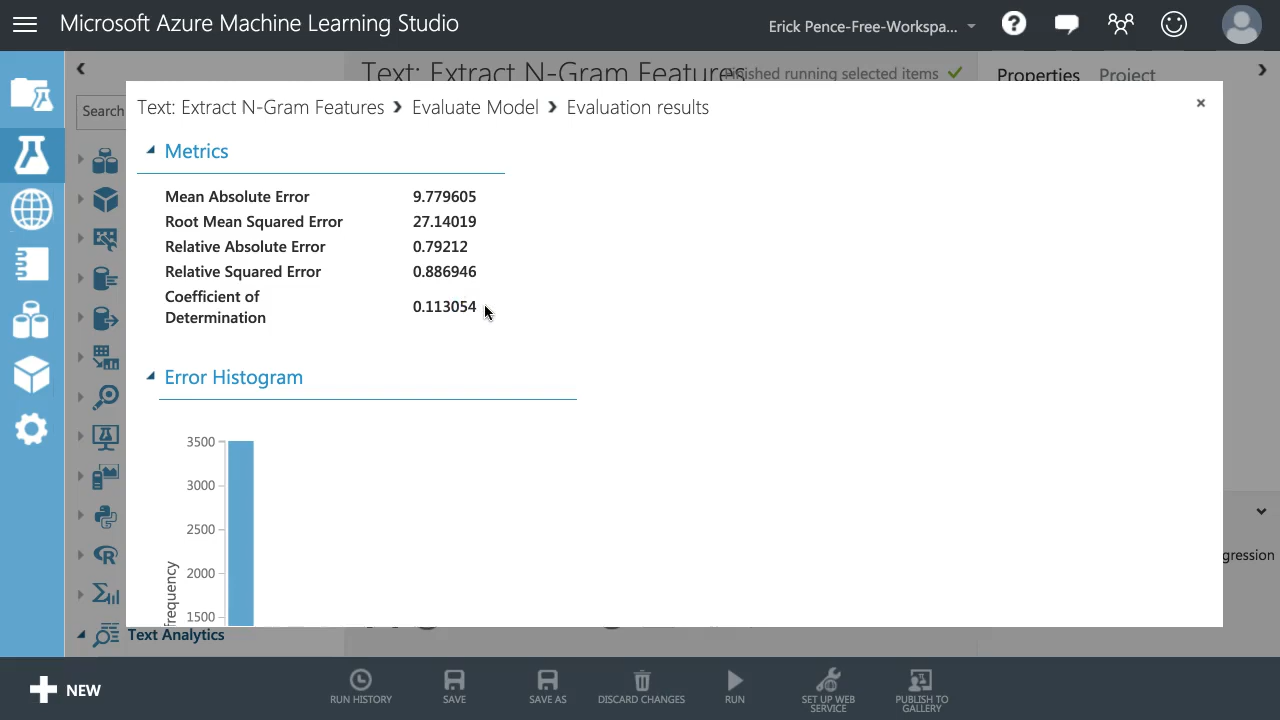 Microsoft Azure Machine Learning Studio
Erick Pence-Free-Workspa...
Text: Extract N-Gram Features
Finished running selected items
Properties Project
Search
Text: Extract N-Gram Features › Evaluate Model › Evaluation results
×
Metrics
Mean Absolute Error 9.779605
Root Mean Squared Error 27.14019
Relative Absolute Error 0.79212
Relative Squared Error 0.886946
Coefficient of
Determination 0.113054
Error Histogram
3500
3000
2500
2000
1500
frequency
gression
Text Analytics
NEW
RUN HISTORY
SAVE
SAVE AS
DISCARD CHANGES
RUN
SET UP WEB
SERVICE
PUBLISH TO
GALLERY